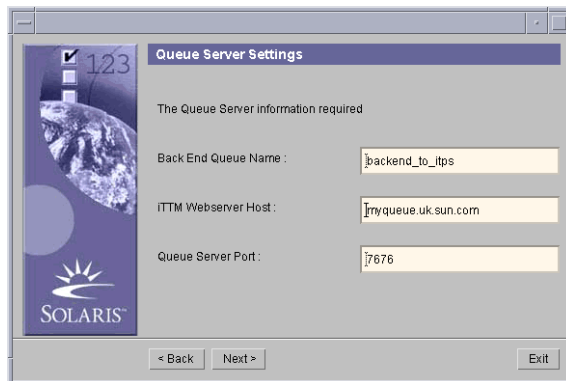 123
Queue Server Settings
The Queue Server information required
Back End Queue Name :
backend_to_itps
iTTM Webserver Host :
myqueue.uk.sun.com
Queue Server Port :
7676
SOLARIS™
< Back
Next >
Exit